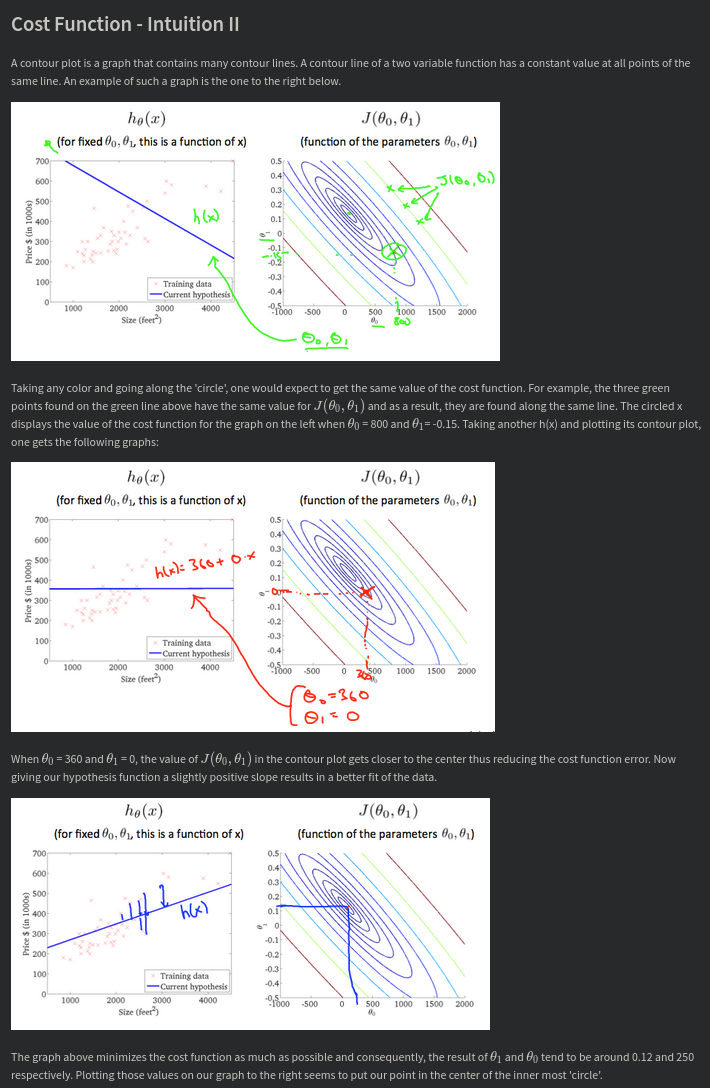 Cost Function - Intuition II
A contour plot is a graph that contains many contour lines. A contour line of a two variable function has a constant value at all points of the
same line. An example of such a graph is the one to the right below.
hθ(x)
(for fixed θ0, θ1, this is a function of x)
J(θ0, θ1)
(function of the parameters θ0, θ1)
700
600
500
400
300
200
100
0
Price $ (in 1000s)
h(x)
Training data
Current hypothesis
1000 2000 3000 4000
Size (feet²)
θ0, θ1
0.5
0.4
0.3
0.2
0.1
0
-0.1
-0.2
-0.3
-0.4
-0.5
θ1
-.15
J(θ0, θ1)
-1000 -500 0 500 1000 1500 2000
θ0
800
Taking any color and going along the 'circle', one would expect to get the same value of the cost function. For example, the three green
points found on the green line above have the same value for J(θ0, θ1) and as a result, they are found along the same line. The circled x
displays the value of the cost function for the graph on the left when θ0 = 800 and θ1= -0.15. Taking another h(x) and plotting its contour plot,
one gets the following graphs:
hθ(x)
(for fixed θ0, θ1, this is a function of x)
J(θ0, θ1)
(function of the parameters θ0, θ1)
700
600
500
400
300
200
100
0
Price $ (in 1000s)
h(x)= 360+ 0·x
Training data
Current hypothesis
1000 2000 3000 4000
Size (feet²)
0.5
0.4
0.3
0.2
0.1
-0.1
-0.2
-0.3
-0.4
-0.5
-1000 -500 0 500 1000 1500 2000
θ0 = 360
θ1 = 0
When θ0 = 360 and θ1 = 0, the value of J(θ0, θ1) in the contour plot gets closer to the center thus reducing the cost function error. Now
giving our hypothesis function a slightly positive slope results in a better fit of the data.
hθ(x)
(for fixed θ0, θ1, this is a function of x)
J(θ0, θ1)
(function of the parameters θ0, θ1)
700
600
500
400
300
200
100
0
Price $ (in 1000s)
h(x)
Training data
Current hypothesis
1000 2000 3000 4000
Size (feet²)
0.5
0.4
0.3
0.2
0.1
0
-0.1
-0.2
-0.3
-0.4
-0.5
θ1
-1000 -500 0 500 1000 1500 2000
θ0
The graph above minimizes the cost function as much as possible and consequently, the result of θ1 and θ0 tend to be around 0.12 and 250
respectively. Plotting those values on our graph to the right seems to put our point in the center of the inner most 'circle'.